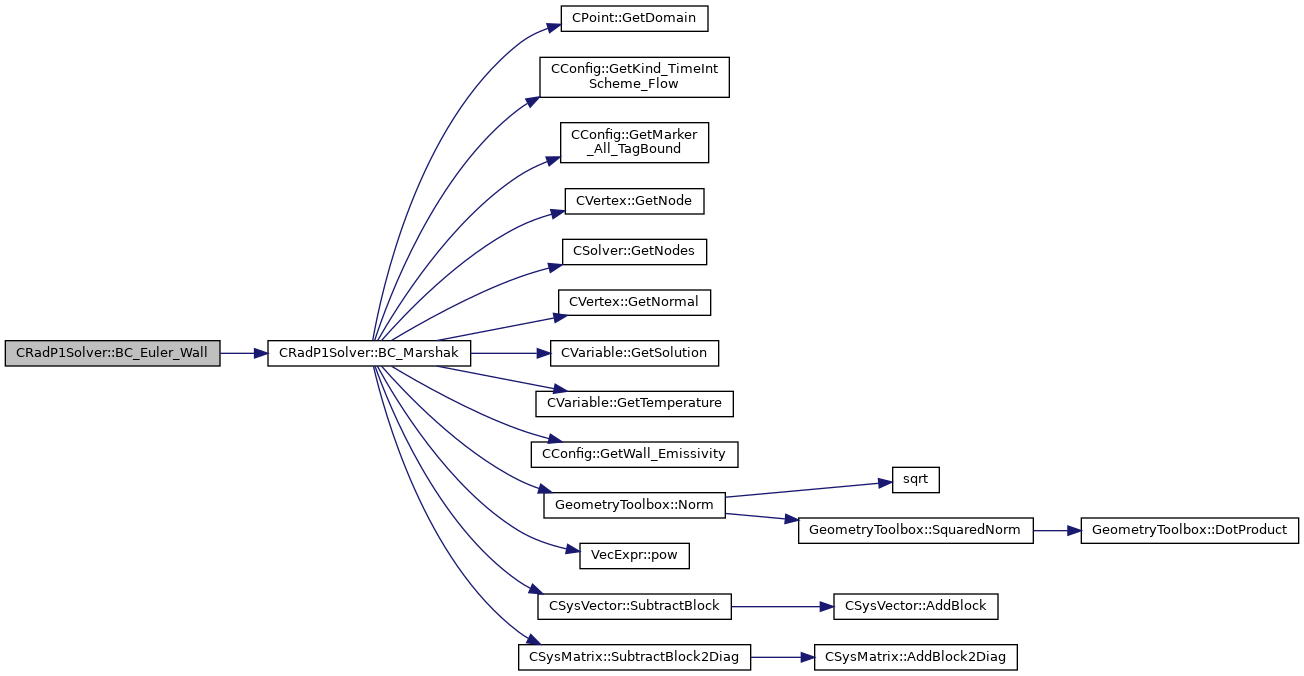 CRadP1Solver::BC_Euler_Wall
CRadP1Solver::BC_Marshak
CPoint::GetDomain
CConfig::GetKind_TimeInt
Scheme_Flow
CConfig::GetMarker
_All_TagBound
CVertex::GetNode
CSolver::GetNodes
CVertex::GetNormal
CVariable::GetSolution
CVariable::GetTemperature
CConfig::GetWall_Emissivity
GeometryToolbox::Norm
sqrt
GeometryToolbox::SquaredNorm
GeometryToolbox::DotProduct
VecExpr::pow
CSysVector::SubtractBlock
CSysVector::AddBlock
CSysMatrix::SubtractBlock2Diag
CSysMatrix::AddBlock2Diag